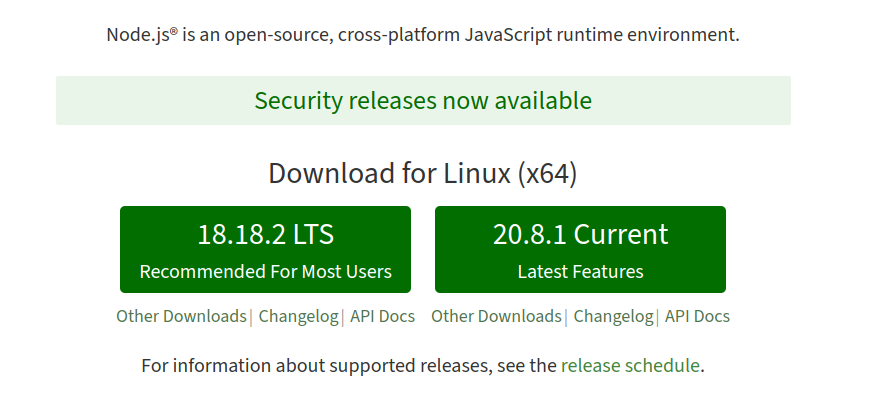 Node.js® is an open-source, cross-platform JavaScript runtime environment.
Security releases now available
Download for Linux (x64)
18.18.2 LTS
Recommended For Most Users
Other Downloads| Changelog| API Docs
20.8.1 Current
Latest Features
Other Downloads| Changelog| API Docs
For information about supported releases, see the release schedule.